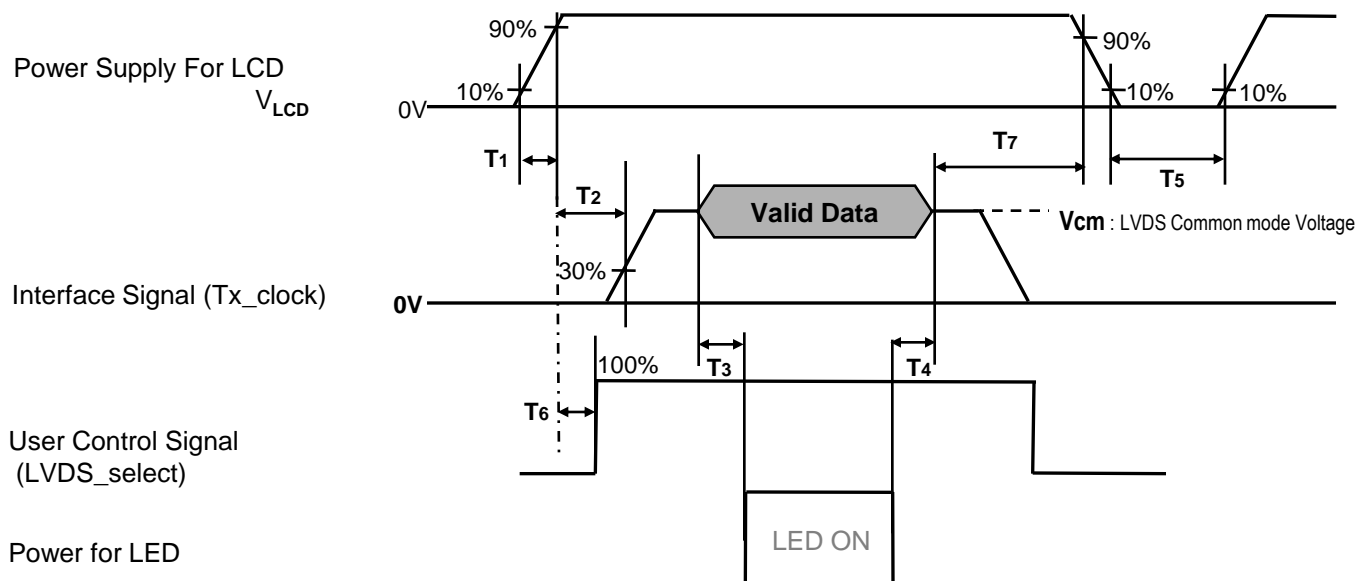 90%
90%
Power Supply For LCD
VLCD
10%
10%
10%
0V
T1
T7
T5
T2
Valid Data
Vcm : LVDS Common mode Voltage
30%
Interface Signal (Tx_clock)
0V
T3
T4
100%
T6
User Control Signal
(LVDS_select)
LED ON
Power for LED